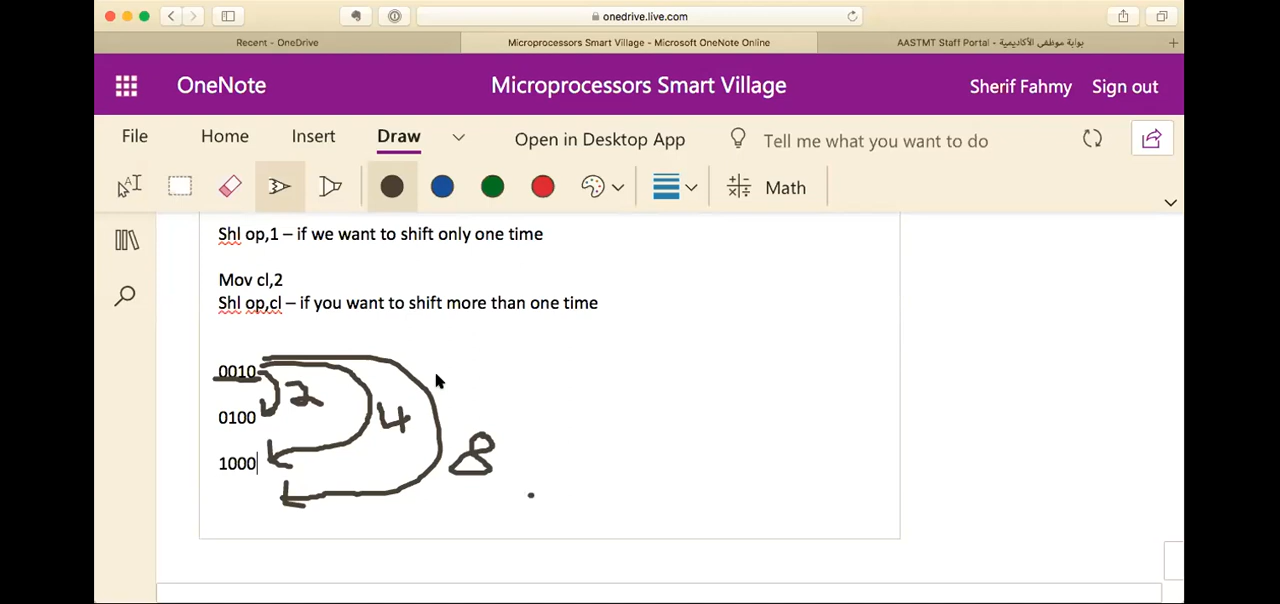 onedrive.live.com
Recent - OneDrive
Microprocessors Smart Village - Microsoft OneNote Online
AASTMT Staff Portal - بوابة موظفى الأكاديمية
OneNote
Microprocessors Smart Village
Sherif Fahmy
Sign out
File
Home
Insert
Draw
Open in Desktop App
Tell me what you want to do
Math
Shl op,1 – if we want to shift only one time
Mov cl,2
Shl op,cl – if you want to shift more than one time
0010
2
0100
4
1000
8